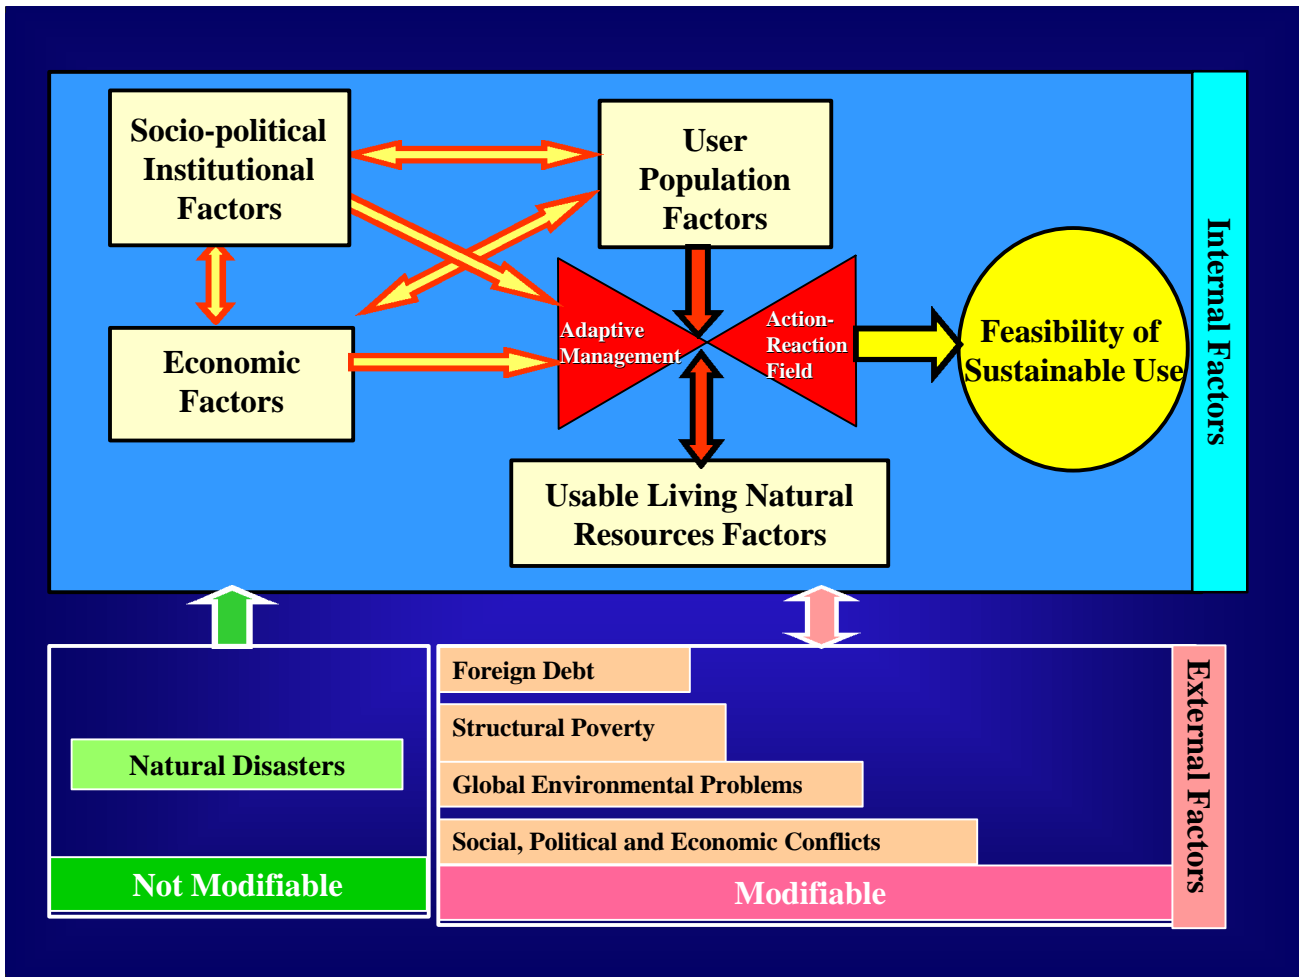 Socio-political
Institutional
Factors
User
Population
Factors
Economic
Factors
Adaptive
Management
Action-
Reaction
Field
Feasibility of
Sustainable Use
Usable Living Natural
Resources Factors
Internal Factors
Natural Disasters
Not Modifiable
Foreign Debt
Structural Poverty
Global Environmental Problems
Social, Political and Economic Conflicts
Modifiable
External Factors